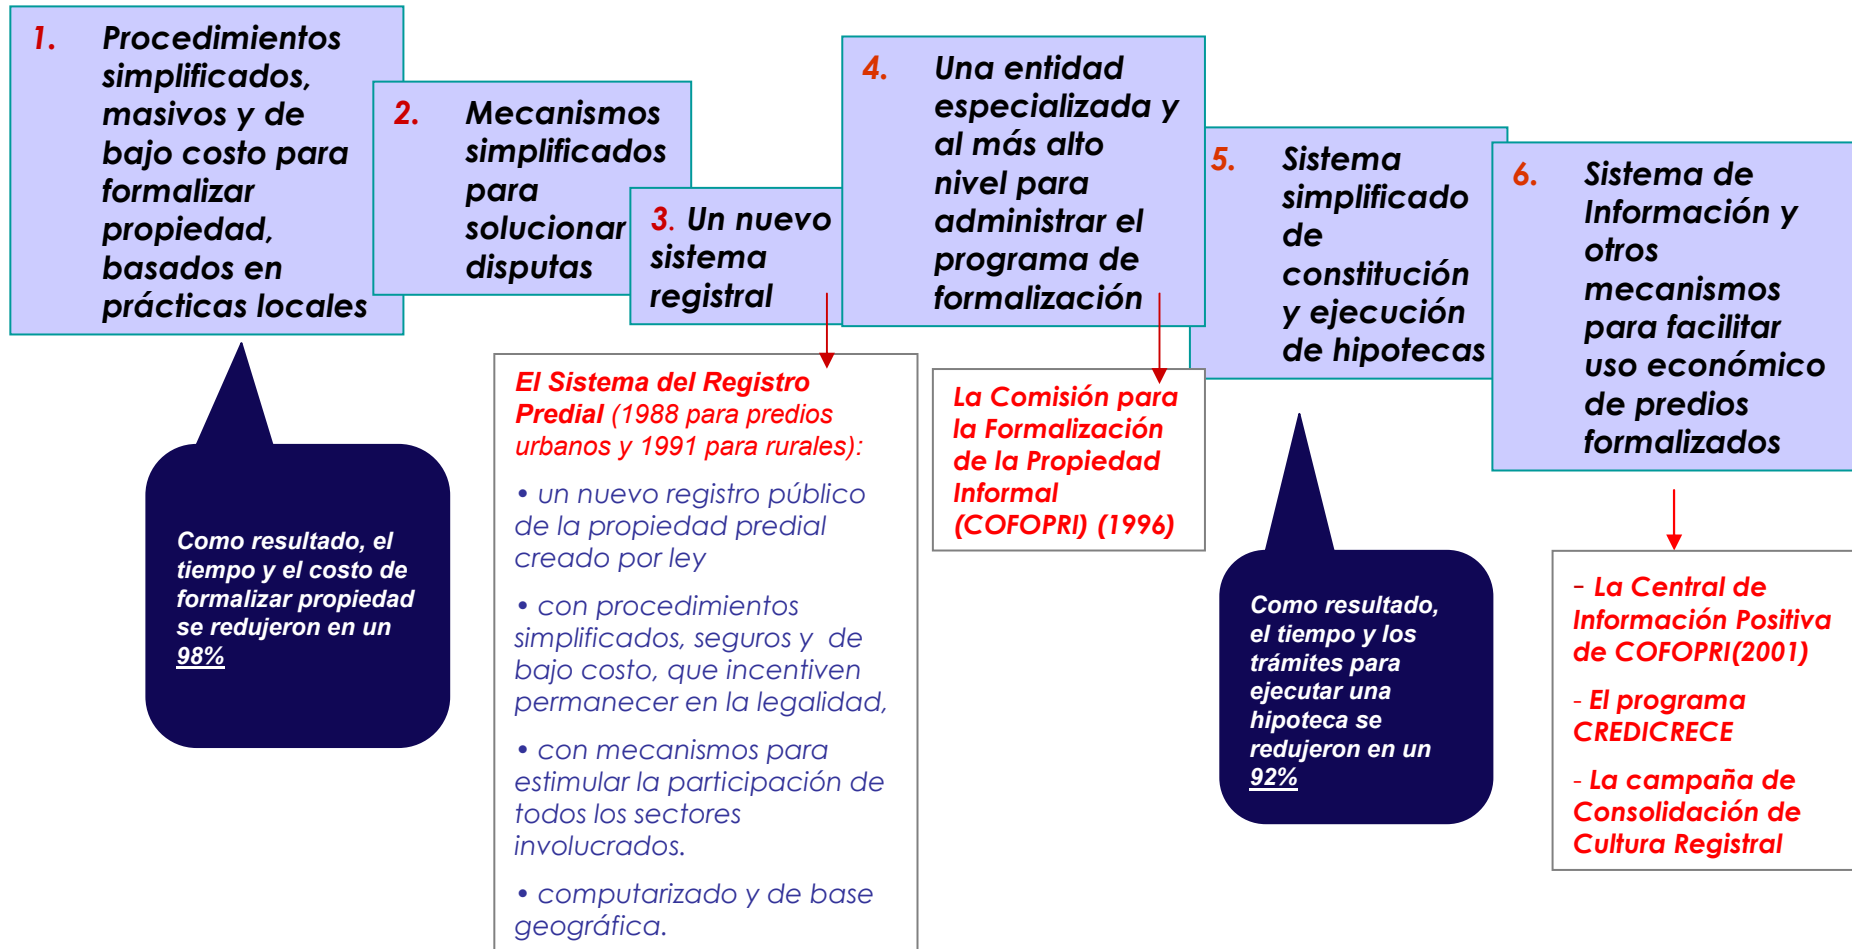 1. Procedimientos
simplificados,
masivos y de
bajo costo para
formalizar
propiedad,
basados en
prácticas locales
2. Mecanismos
simplificados
para
solucionar
disputas
3. Un nuevo
sistema
registral
4. Una entidad
especializada y
al más alto
nivel para
administrar el
programa de
formalización
5. Sistema
simplificado
de
constitución
y ejecución
de hipotecas
6. Sistema de
Información y
otros
mecanismos
para facilitar
uso económico
de predios
formalizados
Como resultado, el
tiempo y el costo de
formalizar propiedad
se redujeron en un
98%
El Sistema del Registro
Predial (1988 para predios
urbanos y 1991 para rurales):
• un nuevo registro público
de la propiedad predial
creado por ley
• con procedimientos
simplificados, seguros y de
bajo costo, que incentiven
permanecer en la legalidad,
• con mecanismos para
estimular la participación de
todos los sectores
involucrados.
• computarizado y de base
geográfica.
La Comisión para
la Formalización
de la Propiedad
Informal
(COFOPRI) (1996)
Como resultado,
el tiempo y los
trámites para
ejecutar una
hipoteca se
redujeron en un
92%
- La Central de
Información Positiva
de COFOPRI(2001)
- El programa
CREDICRECE
- La campaña de
Consolidación de
Cultura Registral